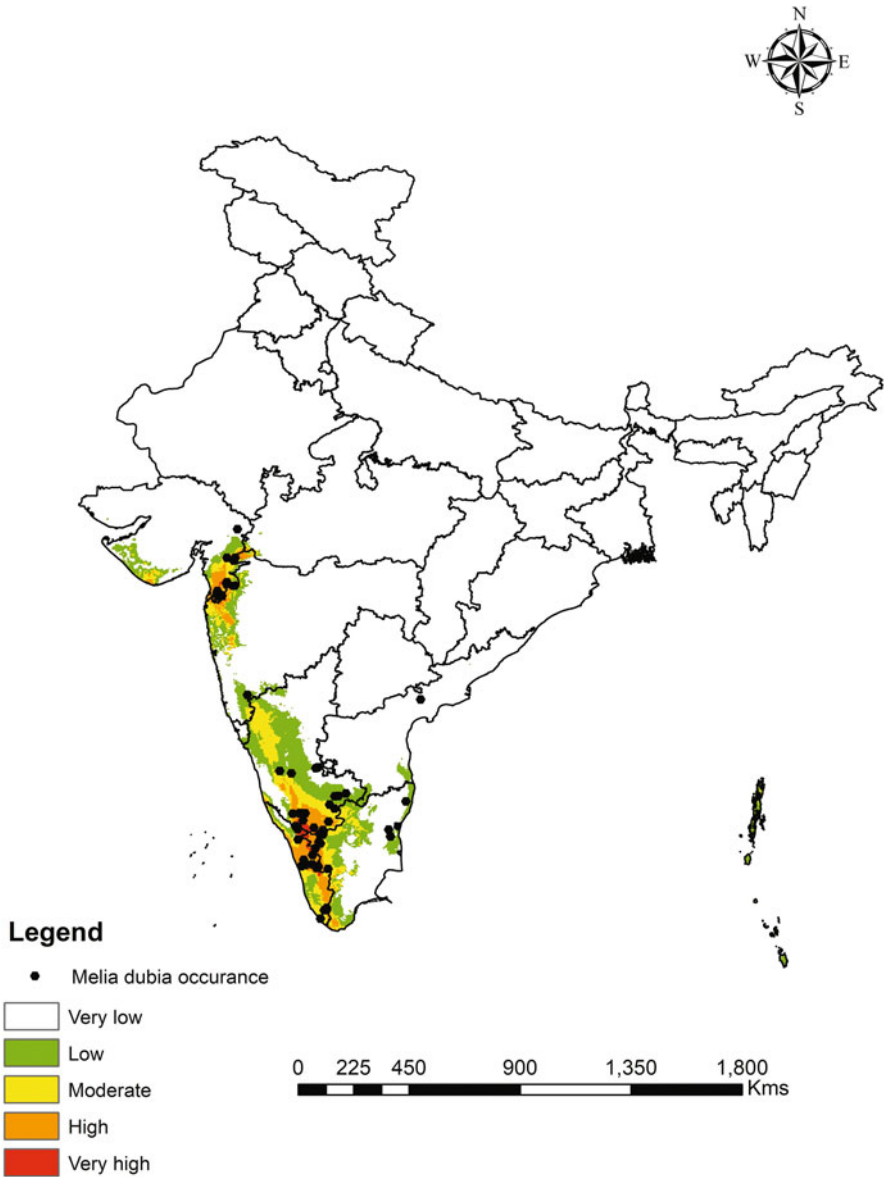 N
W E
S
Legend
Melia dubia occurance
Very low
Low
Moderate
High
Very high
0 225 450 900 1,350 1,800
Kms